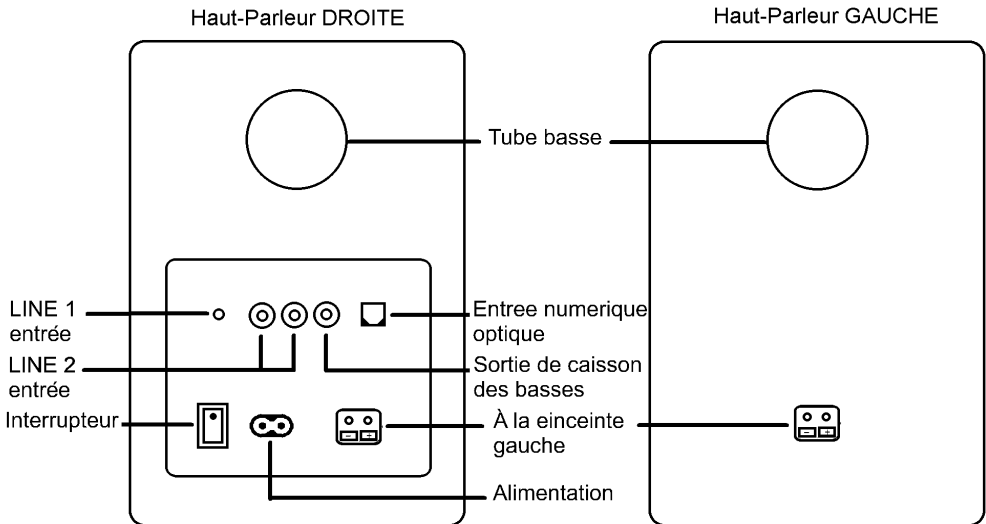 Haut-Parleur DROITE
Haut-Parleur GAUCHE
Tube basse
LINE 1
entrée
LINE 2
entrée
Interrupteur
Entree numerique
optique
Sortie de caisson
des basses
À la einceinte
gauche
Alimentation
- +
- +